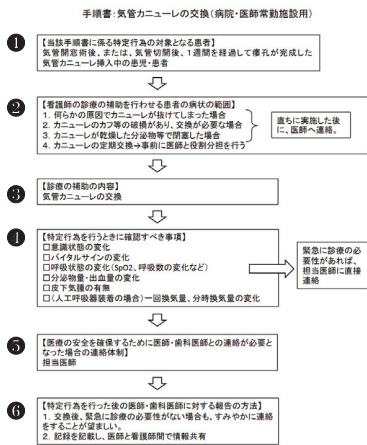 手順書:気管カニューレの交換(病院・医師常勤施設用)
❶
【当該手順書に係る特定行為の対象となる患者】
気管開窓術後、または、気管切開後、1週間を経過して瘻孔が完成した
気管カニューレ挿入中の患児・患者
❷
【看護師の診療の補助を行わせる患者の病状の範囲】
1. 何らかの原因でカニューレが抜けてしまった場合
2. カニューレのカフ等の破損があり、交換が必要な場合
3. カニューレが乾燥した分泌物等で閉塞した場合
4. カニューレの定期交換→事前に医師と役割分担を行う
直ちに実施した後
に、医師へ連絡。
❸
【診療の補助の内容】
気管カニューレの交換
❹
【特定行為を行うときに確認すべき事項】
□意識状態の変化
□バイタルサインの変化
□呼吸状態の変化(SpO2、呼吸数の変化など)
□分泌物量・出血量の変化
□皮下気腫の有無
□(人工呼吸器装着の場合)一回換気量、分時換気量の変化
緊急に診療の必
要性があれば、
担当医師に直接
連絡
❺
【医療の安全を確保するために医師・歯科医師との連絡が必要と
なった場合の連絡体制】
担当医師
❻
【特定行為を行った後の医師・歯科医師に対する報告の方法】
1. 交換後、緊急に診療の必要性がない場合も、すみやかに連絡
をすることが望ましい。
2. 記録を記載し、医師と看護師間で情報共有